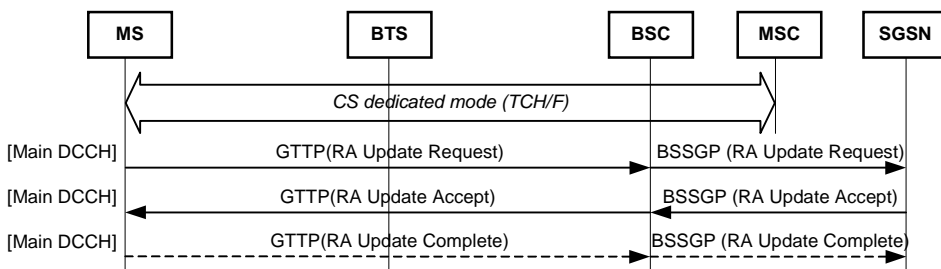 MS BTS BSC MSC SGSN
CS dedicated mode (TCH/F)
[Main DCCH] GTTP(RA Update Request) BSSGP (RA Update Request)
[Main DCCH] GTTP(RA Update Accept) BSSGP (RA Update Accept)
[Main DCCH] GTTP(RA Update Complete) BSSGP (RA Update Complete)